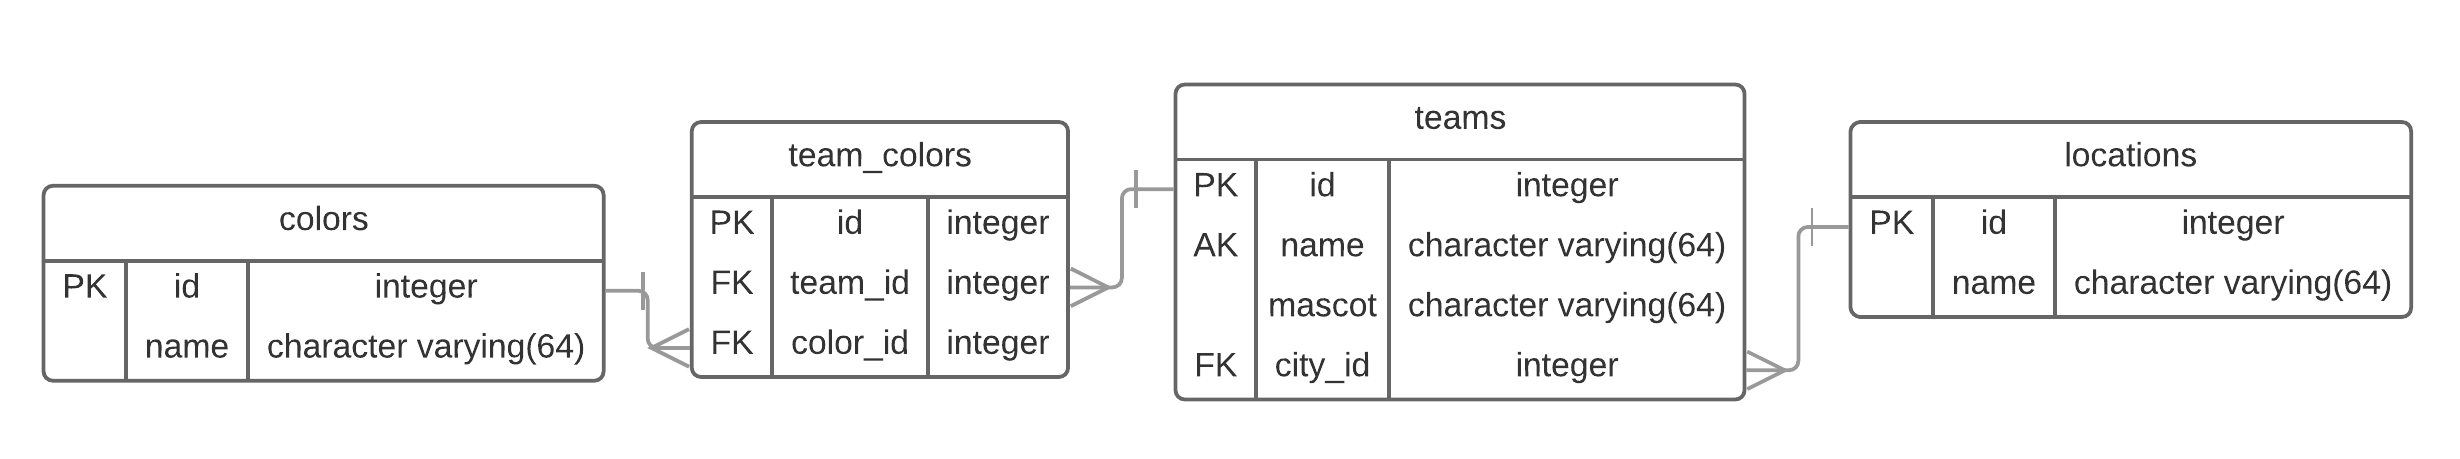 colors
PK id integer
name character varying(64)
team_colors
PK id integer
FK team_id integer
FK color_id integer
teams
PK id integer
AK name character varying(64)
mascot character varying(64)
FK city_id integer
locations
PK id integer
name character varying(64)